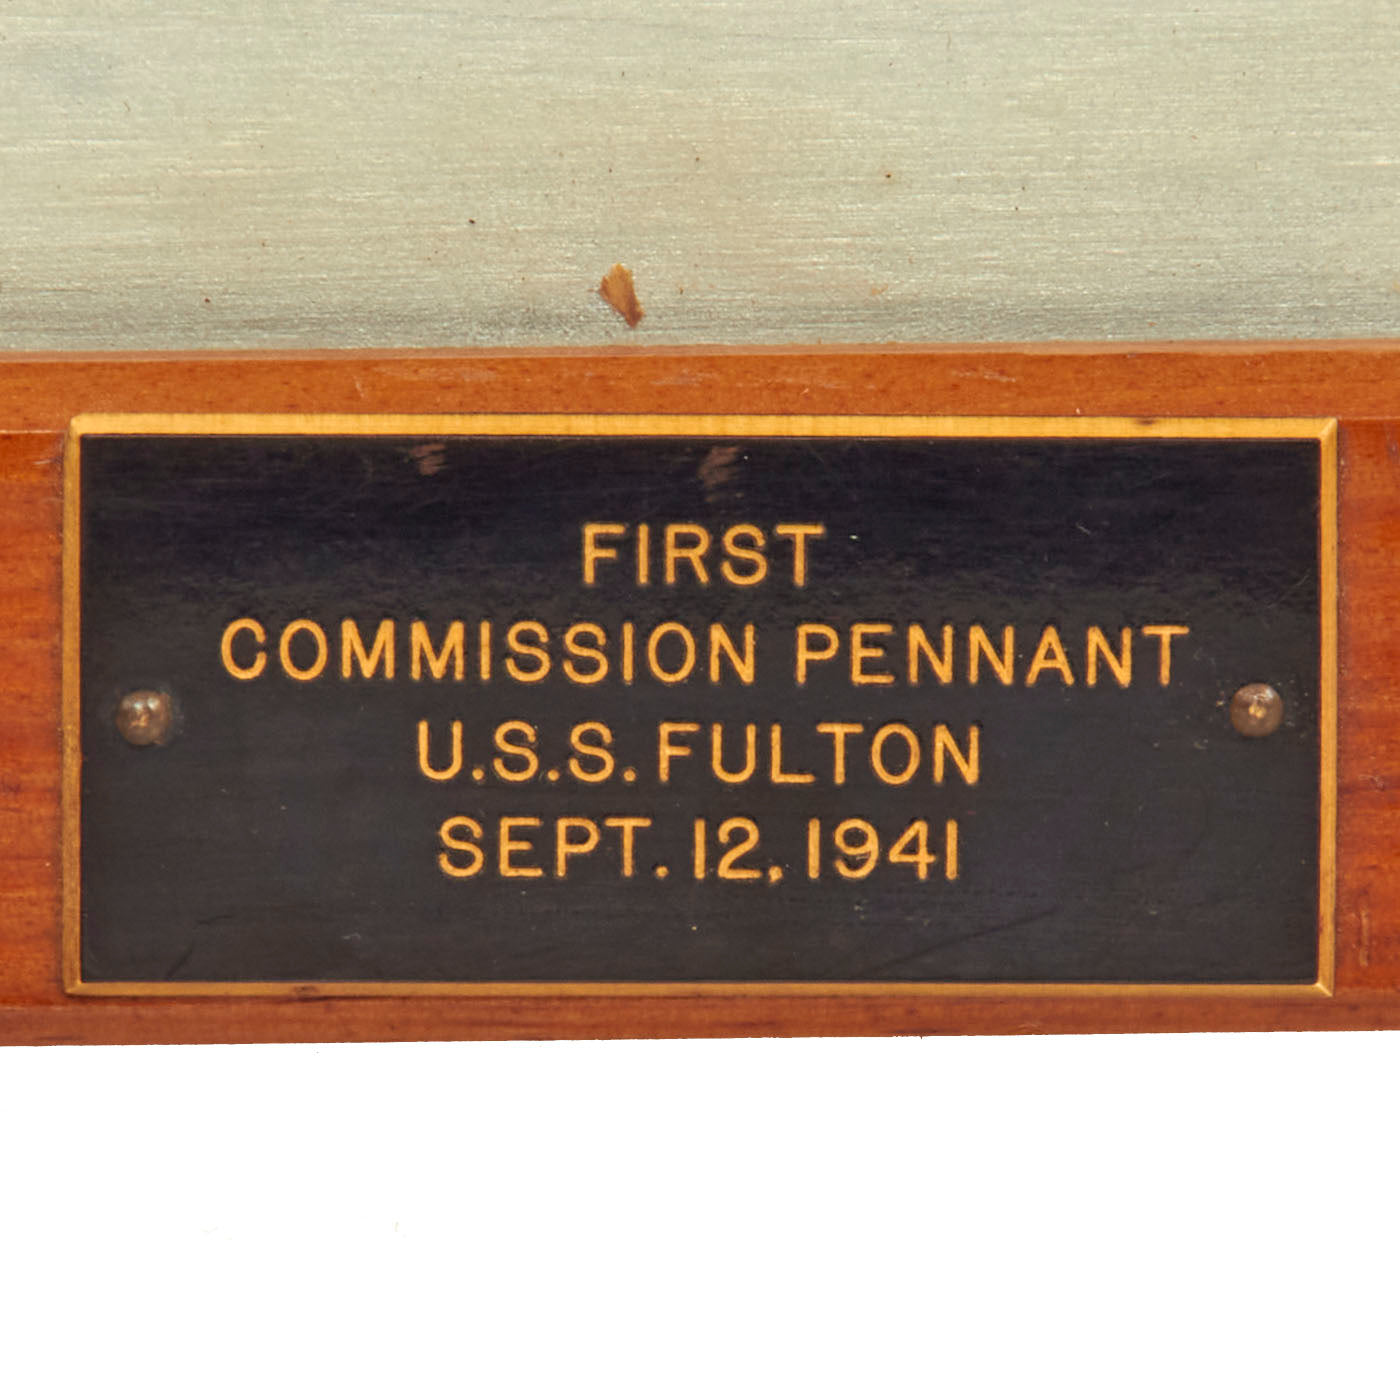 FIRST
COMMISSION PENNANT
U.S.S. FULTON
SEPT. 12, 1941